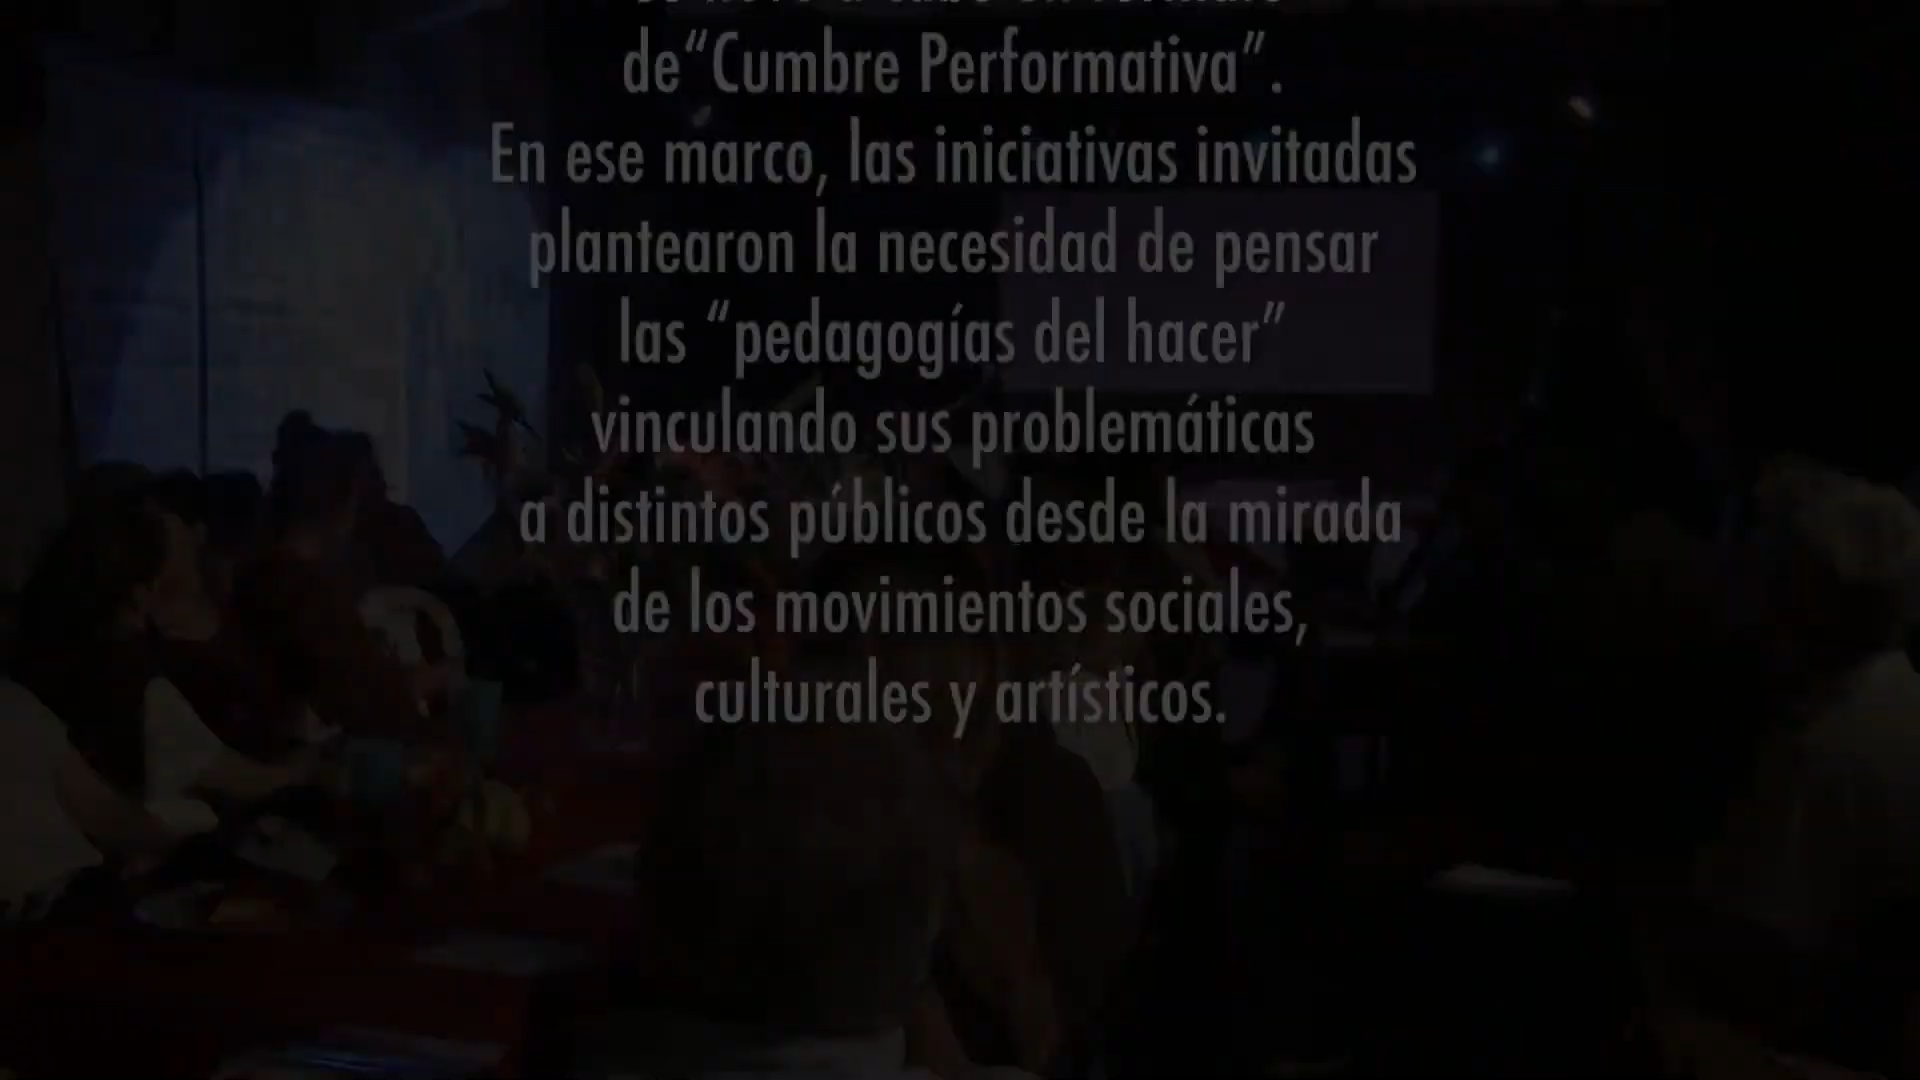 de“Cumbre Performativa”.
En ese marco, las iniciativas invitadas
plantearon la necesidad de pensar
las “pedagogías del hacer”
vinculando sus problemáticas
a distintos públicos desde la mirada
de los movimientos sociales,
culturales y artísticos.